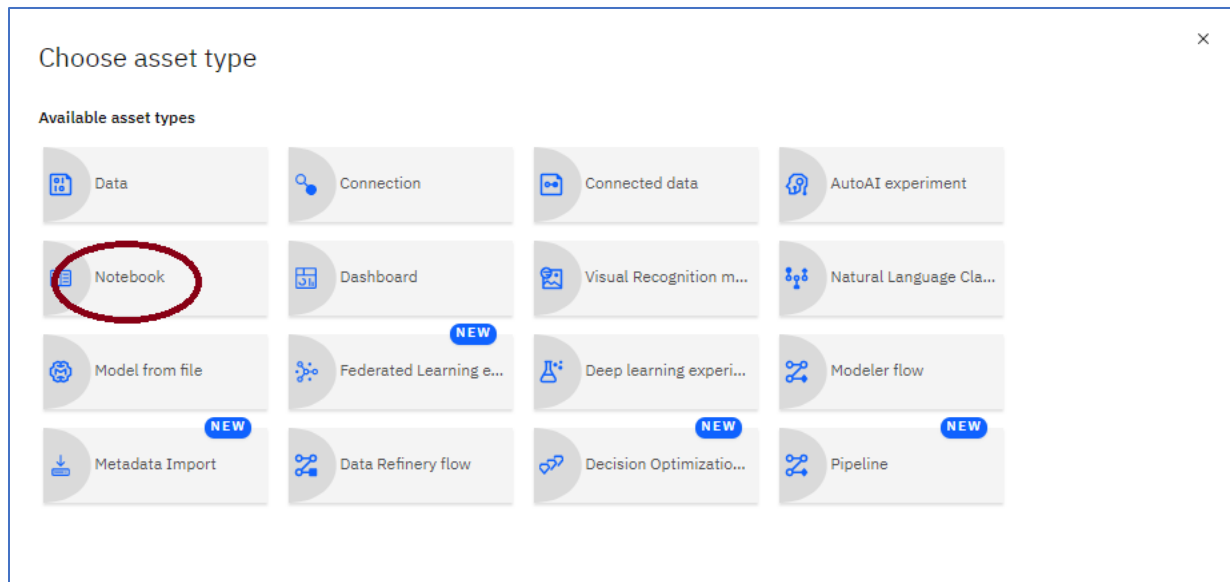 Choose asset type
Available asset types
Data
Connection
Connected data
AutoAI experiment
Notebook
Dashboard
Visual Recognition m...
Natural Language Cla...
NEW
Model from file
Federated Learning e...
Deep learning experi...
Modeler flow
NEW
NEW
NEW
Metadata Import
Data Refinery flow
Decision Optimizatio...
Pipeline